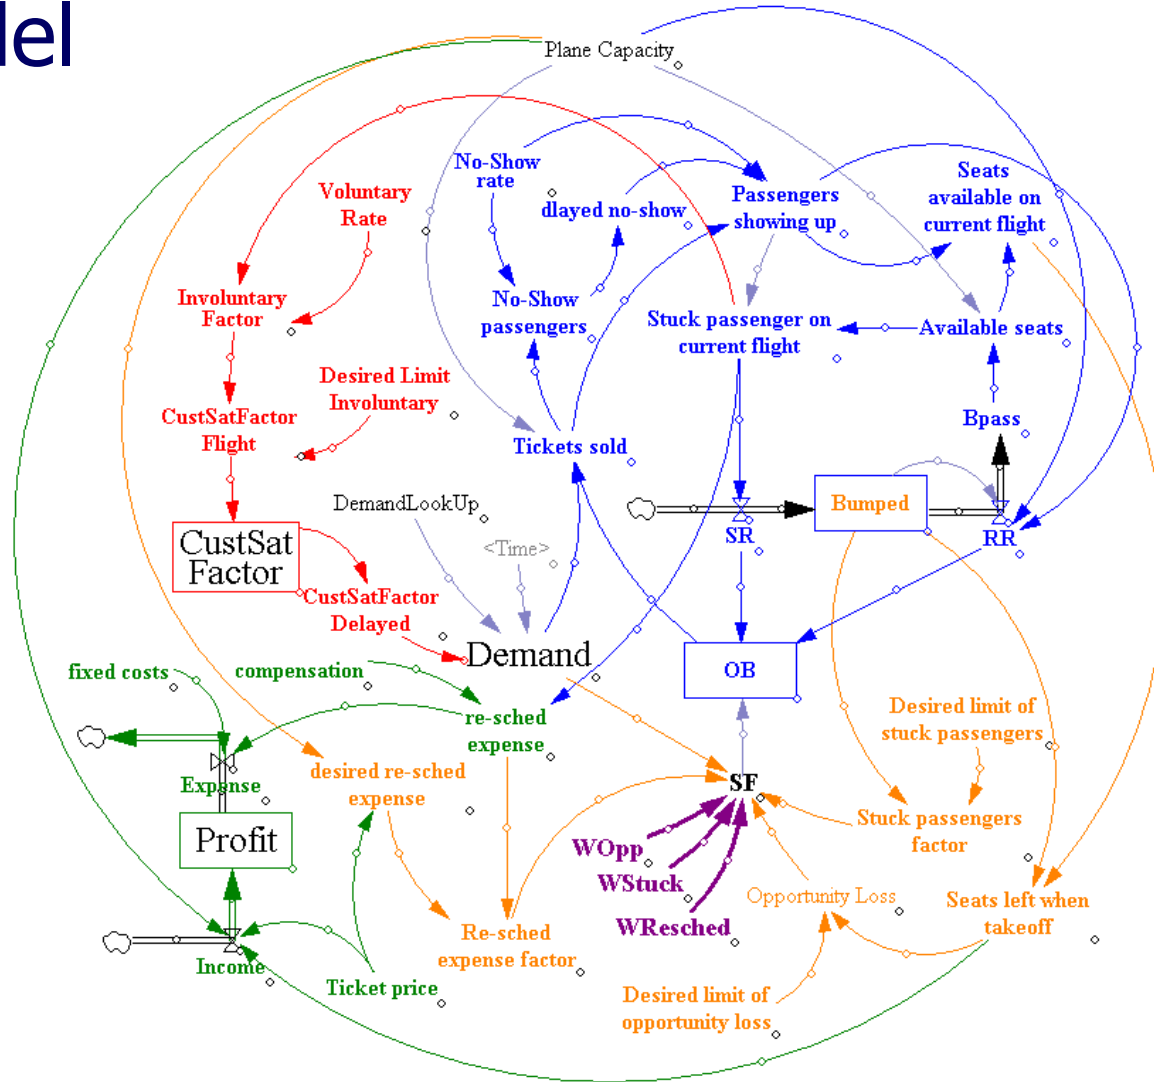 del
Plane Capacity
No-Show
rate
Voluntary
Rate
dlayed no-show
Passengers
showing up
Seats
available on
current flight
Involuntary
Factor
No-Show
passengers
Stuck passenger on
current flight
Available seats
Desired Limit
Involuntary
CustSatFactor
Flight
Tickets sold
Bpass
DemandLookUp
Bumped
<Time>
SR
RR
CustSat
Factor
CustSatFactor
Delayed
Demand
OB
fixed costs
compensation
re-sched
expense
Desired limit of
stuck passengers
Expense
desired re-sched
expense
SF
Profit
Stuck passengers
factor
WOpp
WStuck
WResched
Opportunity Loss
Seats left when
takeoff
Re-sched
expense factor
Income
Ticket price
Desired limit of
opportunity loss